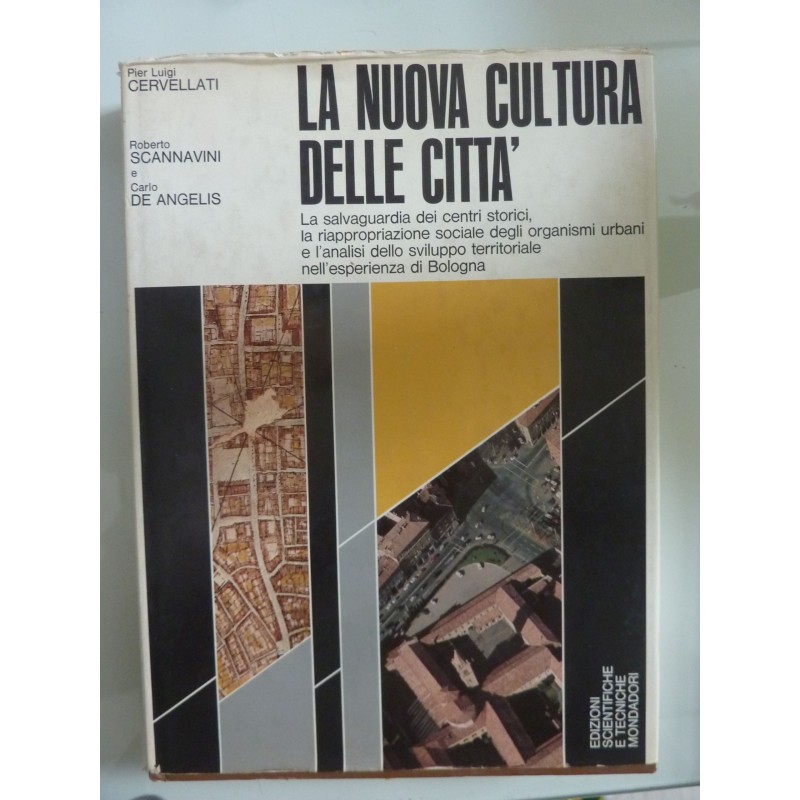 Pier Luigi
CERVELLATI
Roberto
SCANNAVINI
e
Carlo
DE ANGELIS
LA NUOVA CULTURA
DELLE CITTA'
La salvaguardia dei centri storici,
la riappropriazione sociale degli organismi urbani
e l'analisi dello sviluppo territoriale
nell'esperienza di Bologna
EDIZIONI
SCIENTIFICHE
E TECNICHE
MONDADORI